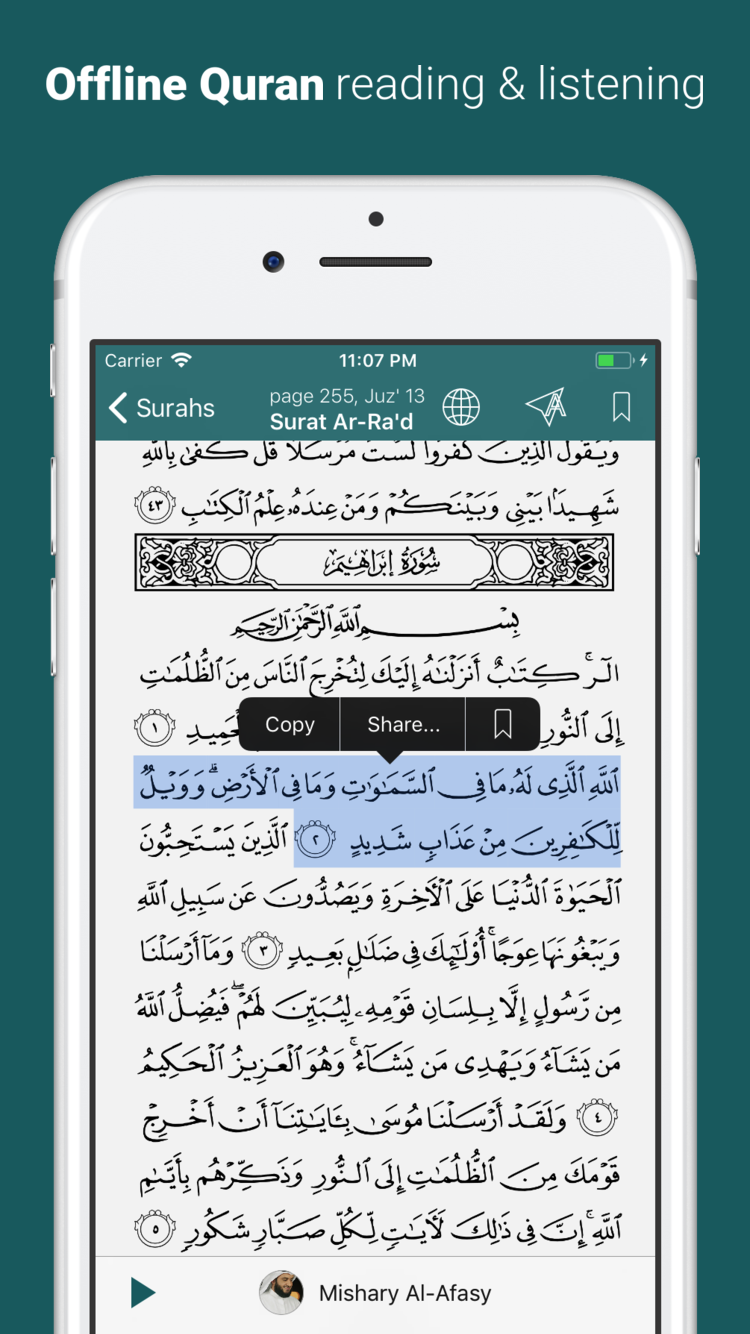 Offline Quran reading & listening
Carrier 11:07 PM
Surahs
page 255, Juz' 13
Surat Ar-Ra'd
وَيَقُولُ ٱلَّذِينَ كَفَرُوا۟ لَسْتَ مُرْسَلًا قُلْ كَفَىٰ بِٱللَّهِ
شَهِيدًۢا بَيْنِى وَبَيْنَكُمْ وَمَنْ عِندَهُۥ عِلْمُ ٱلْكِتَٰبِ ٤٣
سُورَةُ إِبْرَاهِيمَ
بِسْمِ ٱللَّهِ ٱلرَّحْمَٰنِ ٱلرَّحِيمِ
الٓر ۚ كِتَٰبٌ أَنزَلْنَٰهُ إِلَيْكَ لِتُخْرِجَ ٱلنَّاسَ مِنَ ٱلظُّلُمَٰتِ
Copy Share...
إِلَى ٱلنُّورِ ٱلْحَمِيدِ ١
ٱللَّهِ ٱلَّذِى لَهُۥ مَا فِى ٱلسَّمَٰوَٰتِ وَمَا فِى ٱلْأَرْضِ ۗ وَوَيْلٌ
لِّلْكَٰفِرِينَ مِنْ عَذَابٍ شَدِيدٍ ٢ ٱلَّذِينَ يَسْتَحِبُّونَ
ٱلْحَيَوٰةَ ٱلدُّنْيَا عَلَى ٱلْءَاخِرَةِ وَيَصُدُّونَ عَن سَبِيلِ ٱللَّهِ
وَيَبْغُونَهَا عِوَجًا ۚ أُو۟لَٰٓئِكَ فِى ضَلَٰلٍۭ بَعِيدٍ ٣ وَمَآ أَرْسَلْنَا
مِن رَّسُولٍ إِلَّا بِلِسَانِ قَوْمِهِۦ لِيُبَيِّنَ لَهُمْ ۖ فَيُضِلُّ ٱللَّهُ
مَن يَشَآءُ وَيَهْدِى مَن يَشَآءُ ۚ وَهُوَ ٱلْعَزِيزُ ٱلْحَكِيمُ
٤ وَلَقَدْ أَرْسَلْنَا مُوسَىٰ بِـَٔايَٰتِنَآ أَنْ أَخْرِجْ
قَوْمَكَ مِنَ ٱلظُّلُمَٰتِ إِلَى ٱلنُّورِ وَذَكِّرْهُم بِأَيَّىٰمِ
ٱللَّهِ ۚ إِنَّ فِى ذَٰلِكَ لَءَايَٰتٍ لِّكُلِّ صَبَّارٍ شَكُورٍ ٥
Mishary Al-Afasy